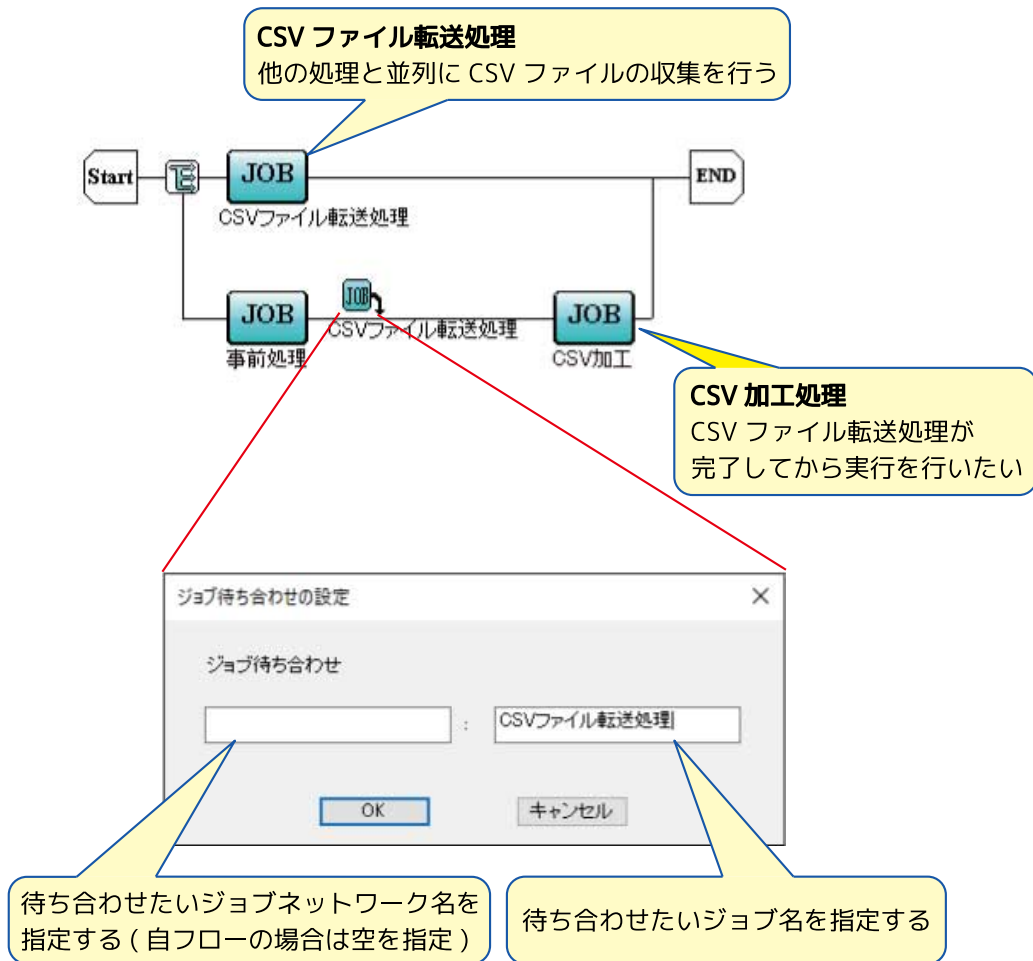 CSV ファイル転送処理
他の処理と並列に CSV ファイルの収集を行う
Start
JOB
END
CSVファイル転送処理
JOB
JOB
CSVファイル転送処理
JOB
事前処理
CSV加工
CSV 加工処理
CSV ファイル転送処理が
完了してから実行を行いたい
ジョブ待ち合わせの設定
ジョブ待ち合わせ
:
CSVファイル転送処理
OK
キャンセル
待ち合わせたいジョブネットワーク名を
指定する ( 自フローの場合は空を指定 )
待ち合わせたいジョブ名を指定する